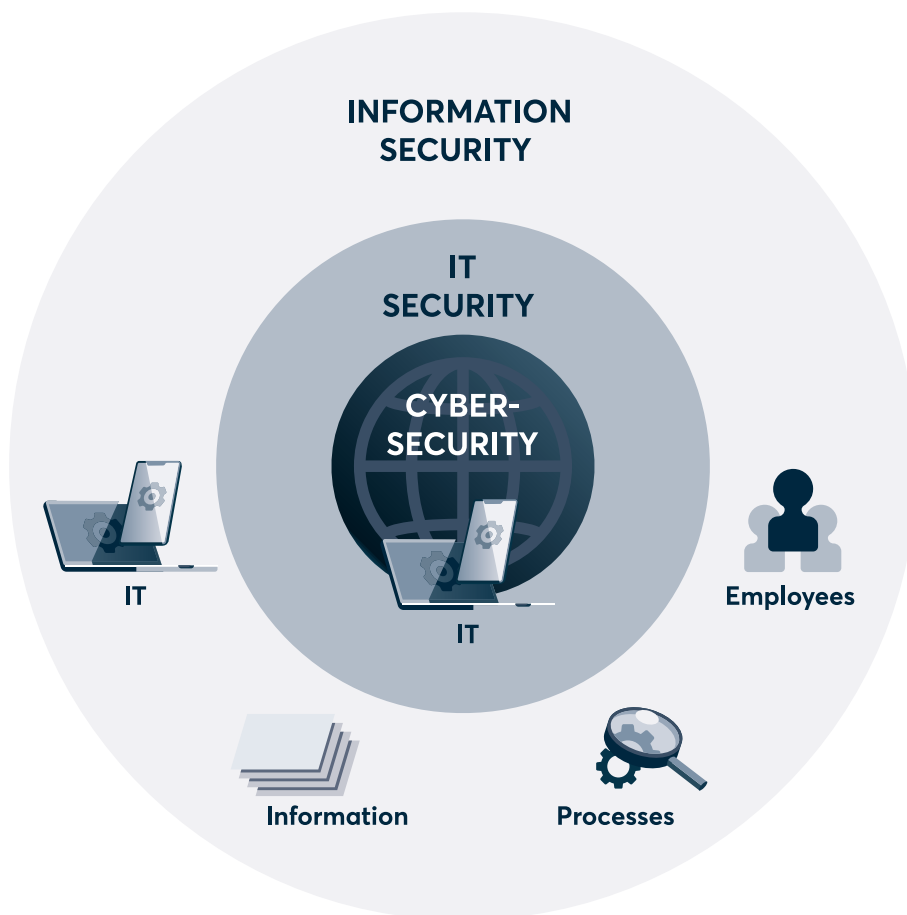 INFORMATION
SECURITY
IT
SECURITY
CYBER-
SECURITY
IT
IT
Employees
Information
Processes